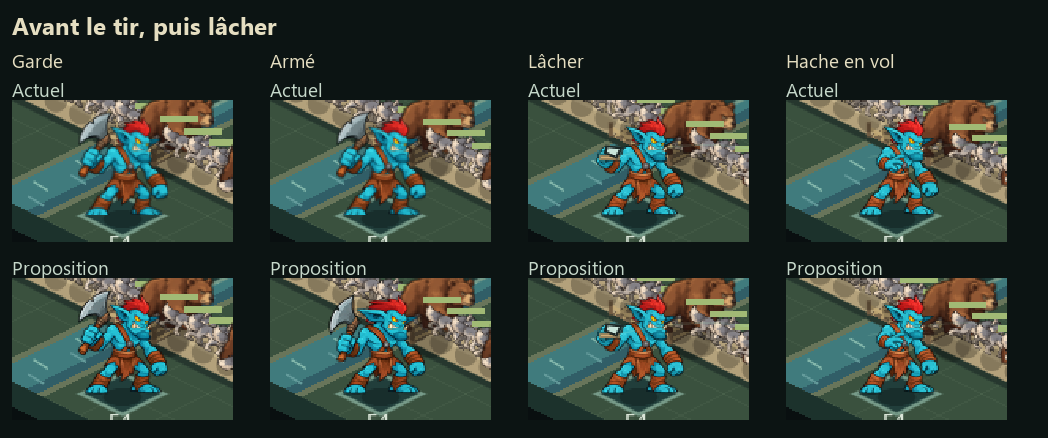 Avant le tir, puis lâcher
Garde Armé Lâcher Hache en vol
Actuel Actuel Actuel Actuel
Proposition Proposition Proposition Proposition